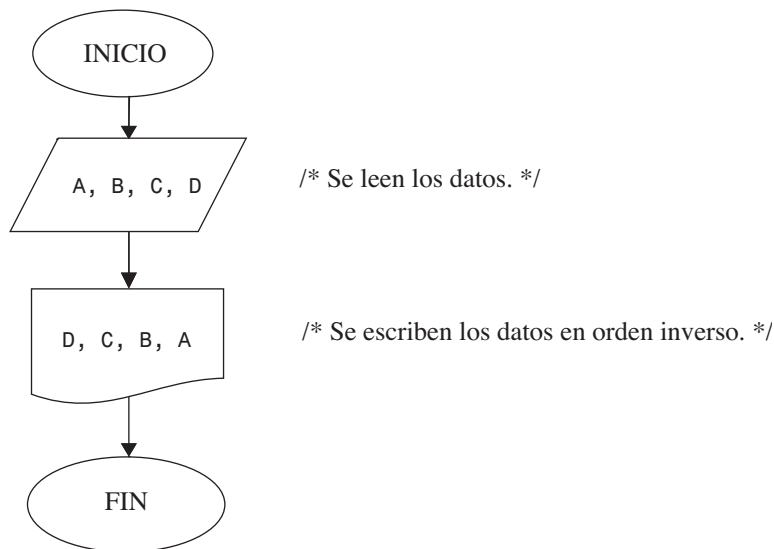 INICIO
A, B, C, D
/* Se leen los datos. */
D, C, B, A
/* Se escriben los datos en orden inverso. */
FIN